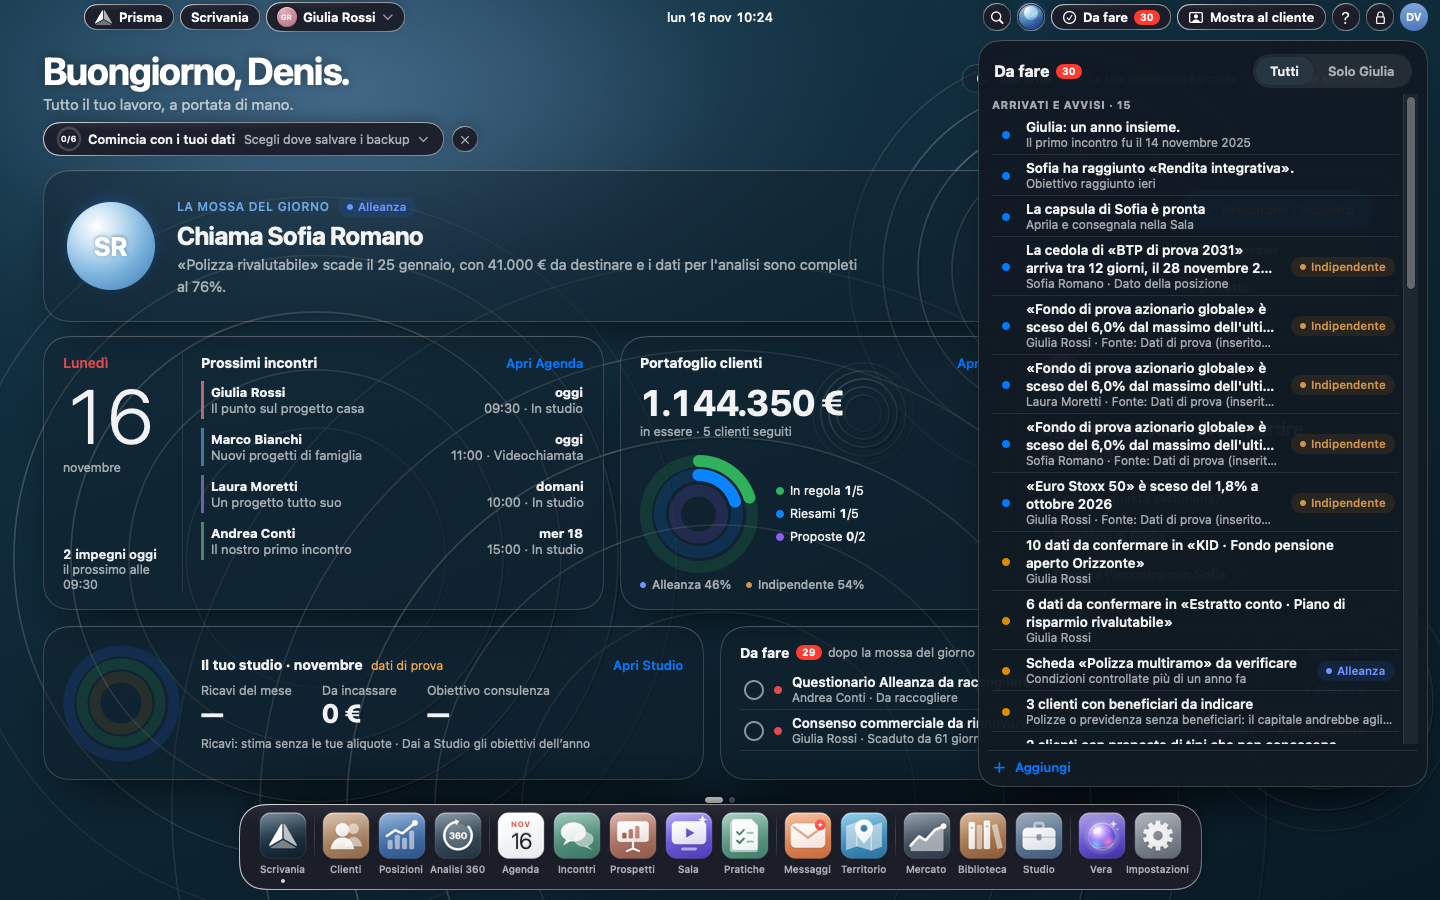 Prisma
Scrivania
GR Giulia Rossi
lun 16 nov 10:24
Da fare 30
Mostra al cliente
?
DV
Buongiorno, Denis.
Tutto il tuo lavoro, a portata di mano.
0/6 Comincia con i tuoi dati Scegli dove salvare i backup
SR
LA MOSSA DEL GIORNO
Alleanza
Chiama Sofia Romano
«Polizza rivalutabile» scade il 25 gennaio, con 41.000 € da destinare e i dati per l'analisi sono completi
al 76%.
Lunedì
16
novembre
2 impegni oggi
il prossimo alle
09:30
Prossimi incontri
Apri Agenda
Giulia Rossi oggi
Il punto sul progetto casa 09:30 · In studio
Marco Bianchi oggi
Nuovi progetti di famiglia 11:00 · Videochiamata
Laura Moretti domani
Un progetto tutto suo 10:00 · In studio
Andrea Conti mer 18
Il nostro primo incontro 15:00 · In studio
Portafoglio clienti
Apr
1.144.350 €
in essere · 5 clienti seguiti
In regola 1/5
Riesami 1/5
Proposte 0/2
Alleanza 46%
Indipendente 54%
Il tuo studio · novembre dati di prova
Apri Studio
Ricavi del mese
Da incassare
Obiettivo consulenza
—
0 €
—
Ricavi: stima senza le tue aliquote · Dai a Studio gli obiettivi dell'anno
Da fare 29 dopo la mossa del giorno
Questionario Alleanza da rac
Andrea Conti · Da raccogliere
Consenso commerciale da ri
Giulia Rossi · Scaduto da 61 giorn
Da fare 30
Tutti
Solo Giulia
ARRIVATI E AVVISI · 15
Giulia: un anno insieme.
Il primo incontro fu il 14 novembre 2025
Sofia ha raggiunto «Rendita integrativa».
Obiettivo raggiunto ieri
La capsula di Sofia è pronta
Aprila e consegnala nella Sala
La cedola di «BTP di prova 2031»
arriva tra 12 giorni, il 28 novembre 2...
Sofia Romano · Dato della posizione
Indipendente
«Fondo di prova azionario globale» è
sceso del 6,0% dal massimo dell'ulti...
Giulia Rossi · Fonte: Dati di prova (inserito...
Indipendente
«Fondo di prova azionario globale» è
sceso del 6,0% dal massimo dell'ulti...
Laura Moretti · Fonte: Dati di prova (inserit...
Indipendente
«Fondo di prova azionario globale» è
sceso del 6,0% dal massimo dell'ulti...
Sofia Romano · Fonte: Dati di prova (inserit...
Indipendente
«Euro Stoxx 50» è sceso del 1,8% a
ottobre 2026
Giulia Rossi · Fonte: Dati di prova (inserito...
Indipendente
10 dati da confermare in «KID · Fondo pensione
aperto Orizzonte»
Giulia Rossi
6 dati da confermare in «Estratto conto · Piano di
risparmio rivalutabile»
Giulia Rossi
Scheda «Polizza multiramo» da verificare
Condizioni controllate più di un anno fa
Alleanza
3 clienti con beneficiari da indicare
Polizze o previdenza senza beneficiari: il capitale andrebbe agli...
+ Aggiungi
NOV
16
360
Scrivania
Clienti
Posizioni
Analisi 360
Agenda
Incontri
Prospetti
Sala
Pratiche
Messaggi
Territorio
Mercato
Biblioteca
Studio
Vera
Impostazioni